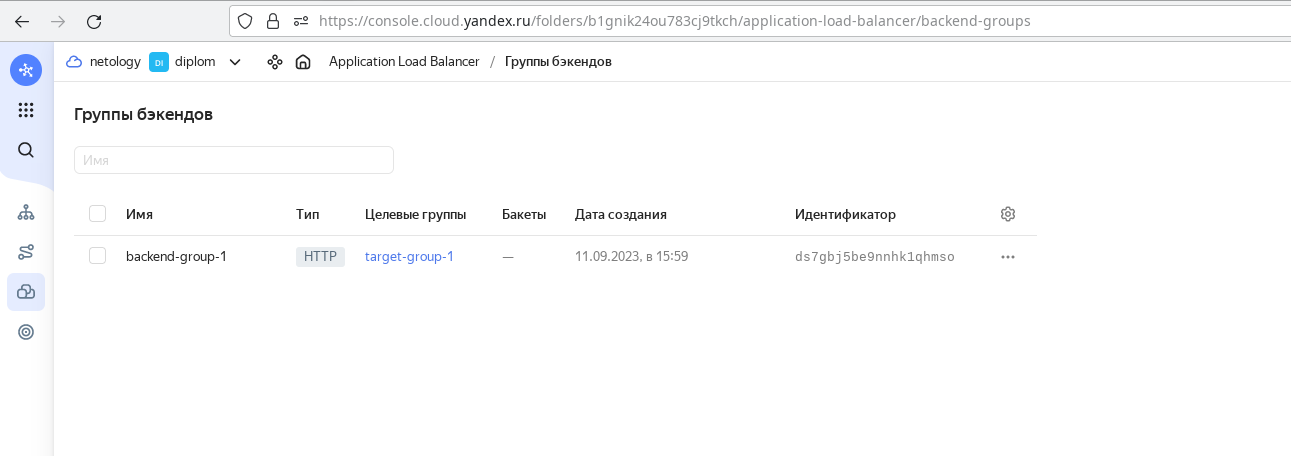 https://console.cloud.yandex.ru/folders/b1gnik24ou783cj9tkch/application-load-balancer/backend-groups
netology DI diplom Application Load Balancer / Группы бэкендов
Группы бэкендов
Имя
Имя Тип Целевые группы Бакеты Дата создания Идентификатор
backend-group-1 HTTP target-group-1 — 11.09.2023, в 15:59 ds7gbj5be9nnhk1qhmso